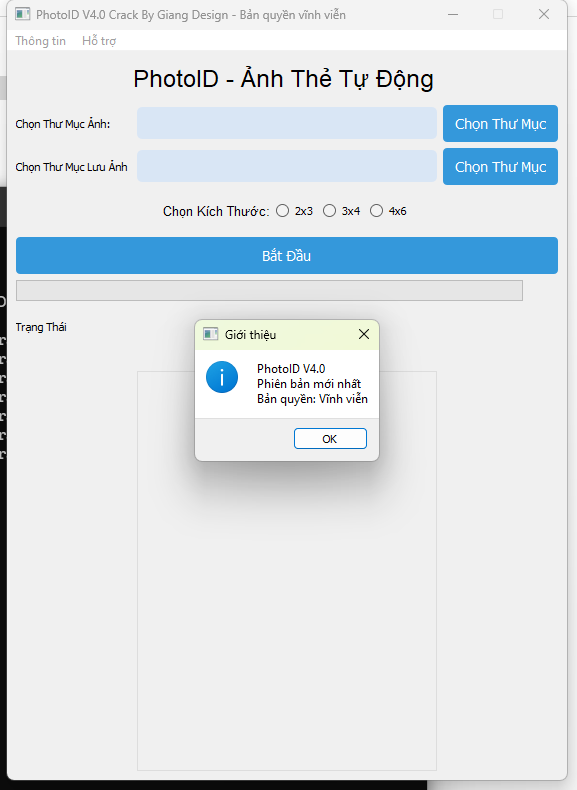 PhotoID V4.0 Crack By Giang Design - Bản quyền vĩnh viễn
Thông tin Hỗ trợ
PhotoID - Ảnh Thẻ Tự Động
Chọn Thư Mục Ảnh: Chọn Thư Mục
Chọn Thư Mục Lưu Ảnh Chọn Thư Mục
Chọn Kích Thước: 2x3 3x4 4x6
Bắt Đầu
Trạng Thái
Giới thiệu
PhotoID V4.0
Phiên bản mới nhất
Bản quyền: Vĩnh viễn
OK